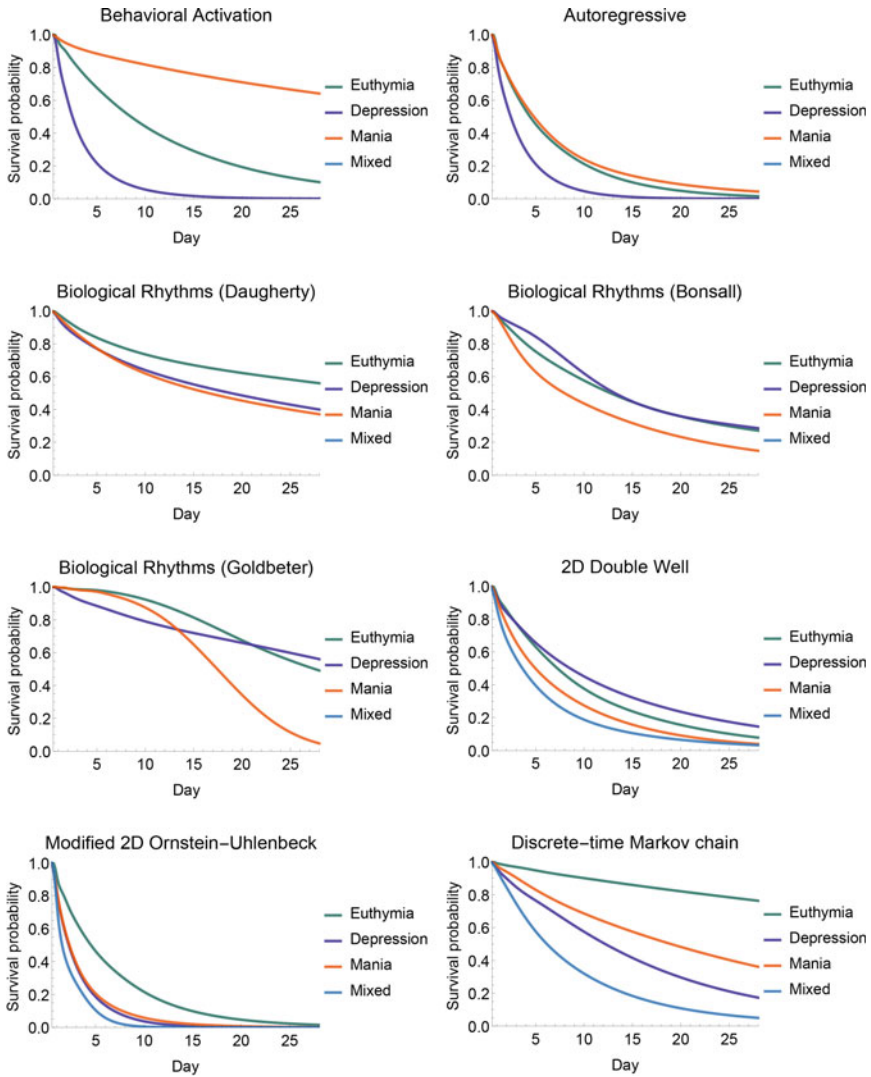 Behavioral Activation
Survival probability
1.0
0.8
0.6
0.4
0.2
0.0
5 10 15 20 25
Day
Euthymia
Depression
Mania
Mixed
Autoregressive
Survival probability
1.0
0.8
0.6
0.4
0.2
0.0
5 10 15 20 25
Day
Euthymia
Depression
Mania
Mixed
Biological Rhythms (Daugherty)
Survival probability
1.0
0.8
0.6
0.4
0.2
0.0
5 10 15 20 25
Day
Euthymia
Depression
Mania
Mixed
Biological Rhythms (Bonsall)
Survival probability
1.0
0.8
0.6
0.4
0.2
0.0
5 10 15 20 25
Day
Euthymia
Depression
Mania
Mixed
Biological Rhythms (Goldbeter)
Survival probability
1.0
0.8
0.6
0.4
0.2
0.0
5 10 15 20 25
Day
Euthymia
Depression
Mania
Mixed
2D Double Well
Survival probability
1.0
0.8
0.6
0.4
0.2
0.0
5 10 15 20 25
Day
Euthymia
Depression
Mania
Mixed
Modified 2D Ornstein−Uhlenbeck
Survival probability
1.0
0.8
0.6
0.4
0.2
0.0
5 10 15 20 25
Day
Euthymia
Depression
Mania
Mixed
Discrete−time Markov chain
Survival probability
1.0
0.8
0.6
0.4
0.2
0.0
5 10 15 20 25
Day
Euthymia
Depression
Mania
Mixed